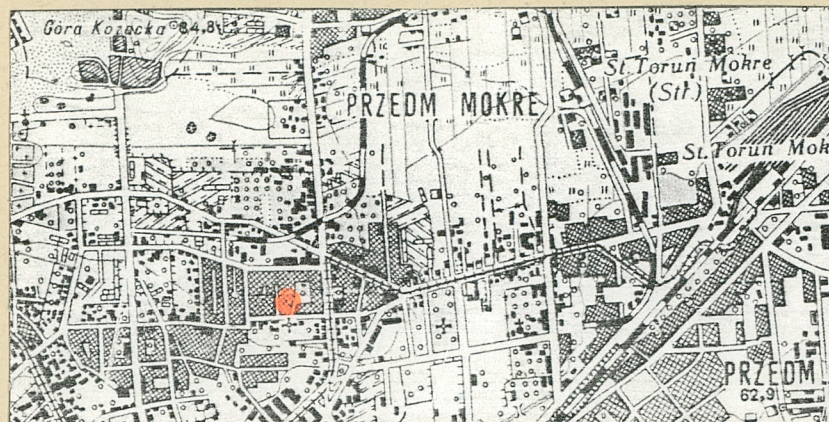 Góra Kozacka 84,8
St. Toruń Mokre
(Stł)
PRZEDM MOKRE
St. Toruń Mok
PRZEDM
62,9